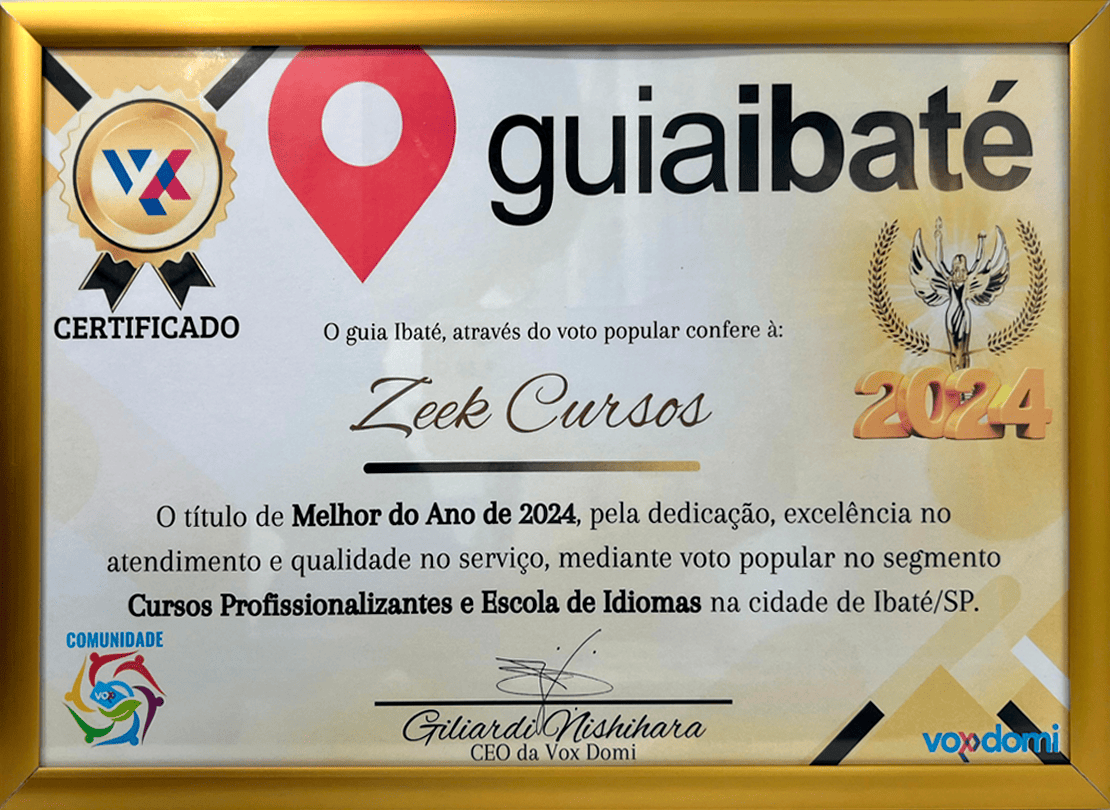 guiaibaté
CERTIFICADO
O guia Ibaté, através do voto popular confere à:
Zeek Cursos
2024
O título de Melhor do Ano de 2024, pela dedicação, excelência no
atendimento e qualidade no serviço, mediante voto popular no segmento
Cursos Profissionalizantes e Escola de Idiomas na cidade de Ibaté/SP.
COMUNIDADE
vox
Giliardi Nishihara
CEO da Vox Domi
voxdomi